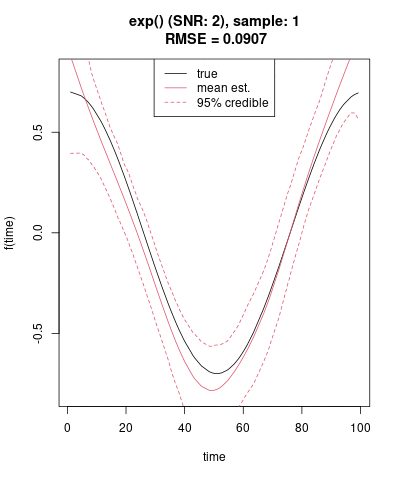 exp() (SNR: 2), sample: 1
RMSE = 0.0907
true
mean est.
95% credible
f(time)
0.5
0.0
-0.5
0 20 40 60 80 100
time